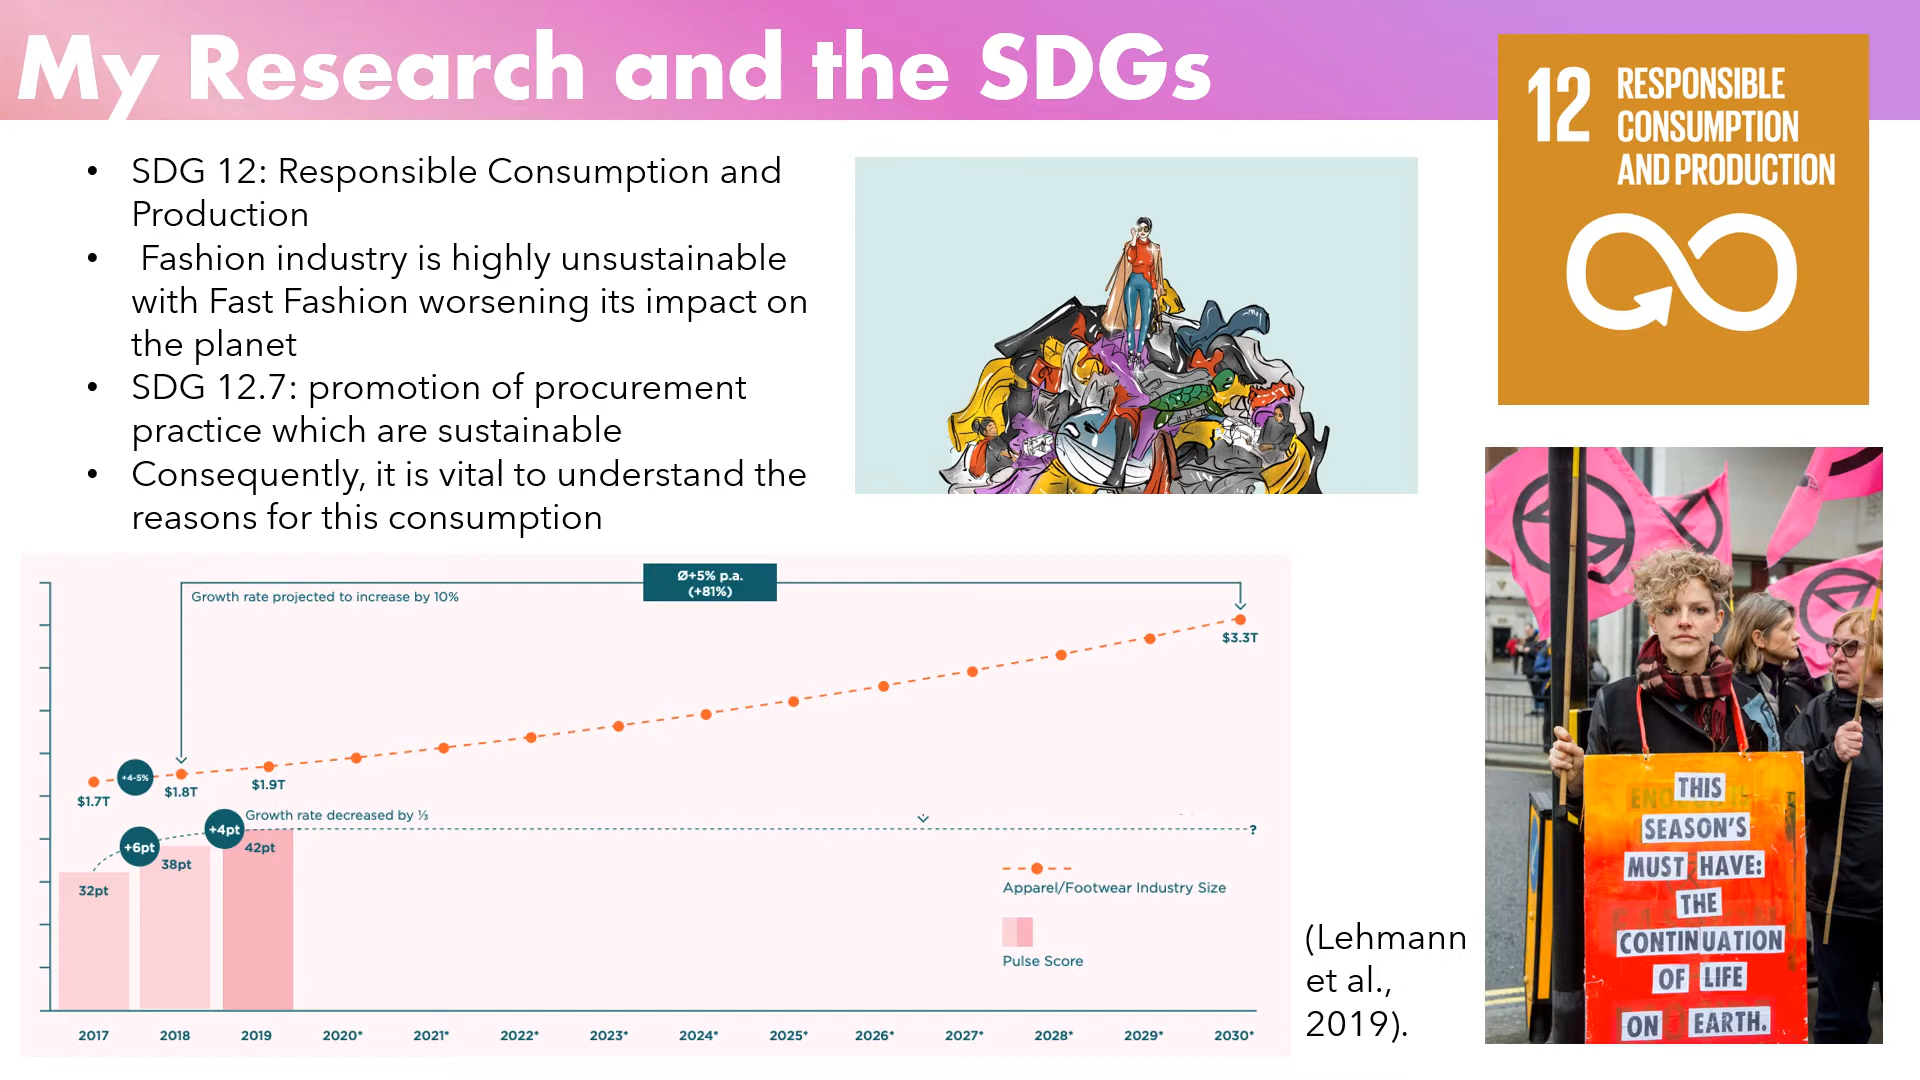 My Research and the SDGs
12 RESPONSIBLE
CONSUMPTION
AND PRODUCTION
• SDG 12: Responsible Consumption and
Production
• Fashion industry is highly unsustainable
with Fast Fashion worsening its impact on
the planet
• SDG 12.7: promotion of procurement
practice which are sustainable
• Consequently, it is vital to understand the
reasons for this consumption
Ø+5% p.a.
(+81%)
Growth rate projected to increase by 10%
$3.3T
+4-5%
$1.7T
$1.8T
$1.9T
Growth rate decreased by ⅓
+6pt
+4pt
?
32pt
38pt
42pt
Apparel/Footwear Industry Size
Pulse Score
2017 2018 2019 2020* 2021* 2022* 2023* 2024* 2025* 2026* 2027* 2028* 2029* 2030*
(Lehmann
et al.,
2019).
THIS
SEASON'S
MUST HAVE:
THE
CONTINUATION
OF LIFE
ON EARTH.